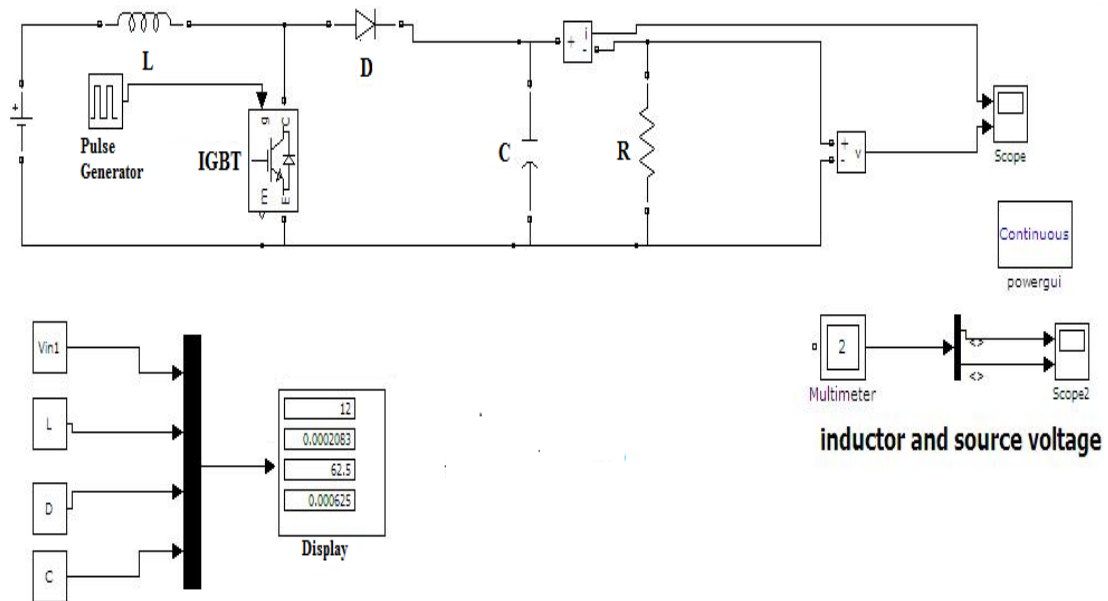 L
D
i
+
-
+
Pulse
Generator
g
C
IGBT
m
E
C
R
+
-
v
Scope
Continuous
powergui
Vin1
L
D
C
12
0.0002083
62.5
0.000625
Display
2
Multimeter
<>
<>
Scope2
inductor and source voltage